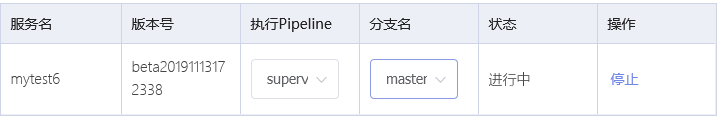 服务名 版本号 执行Pipeline 分支名 状态 操作
mytest6 beta2019111317 superv master 进行中 停止
2338